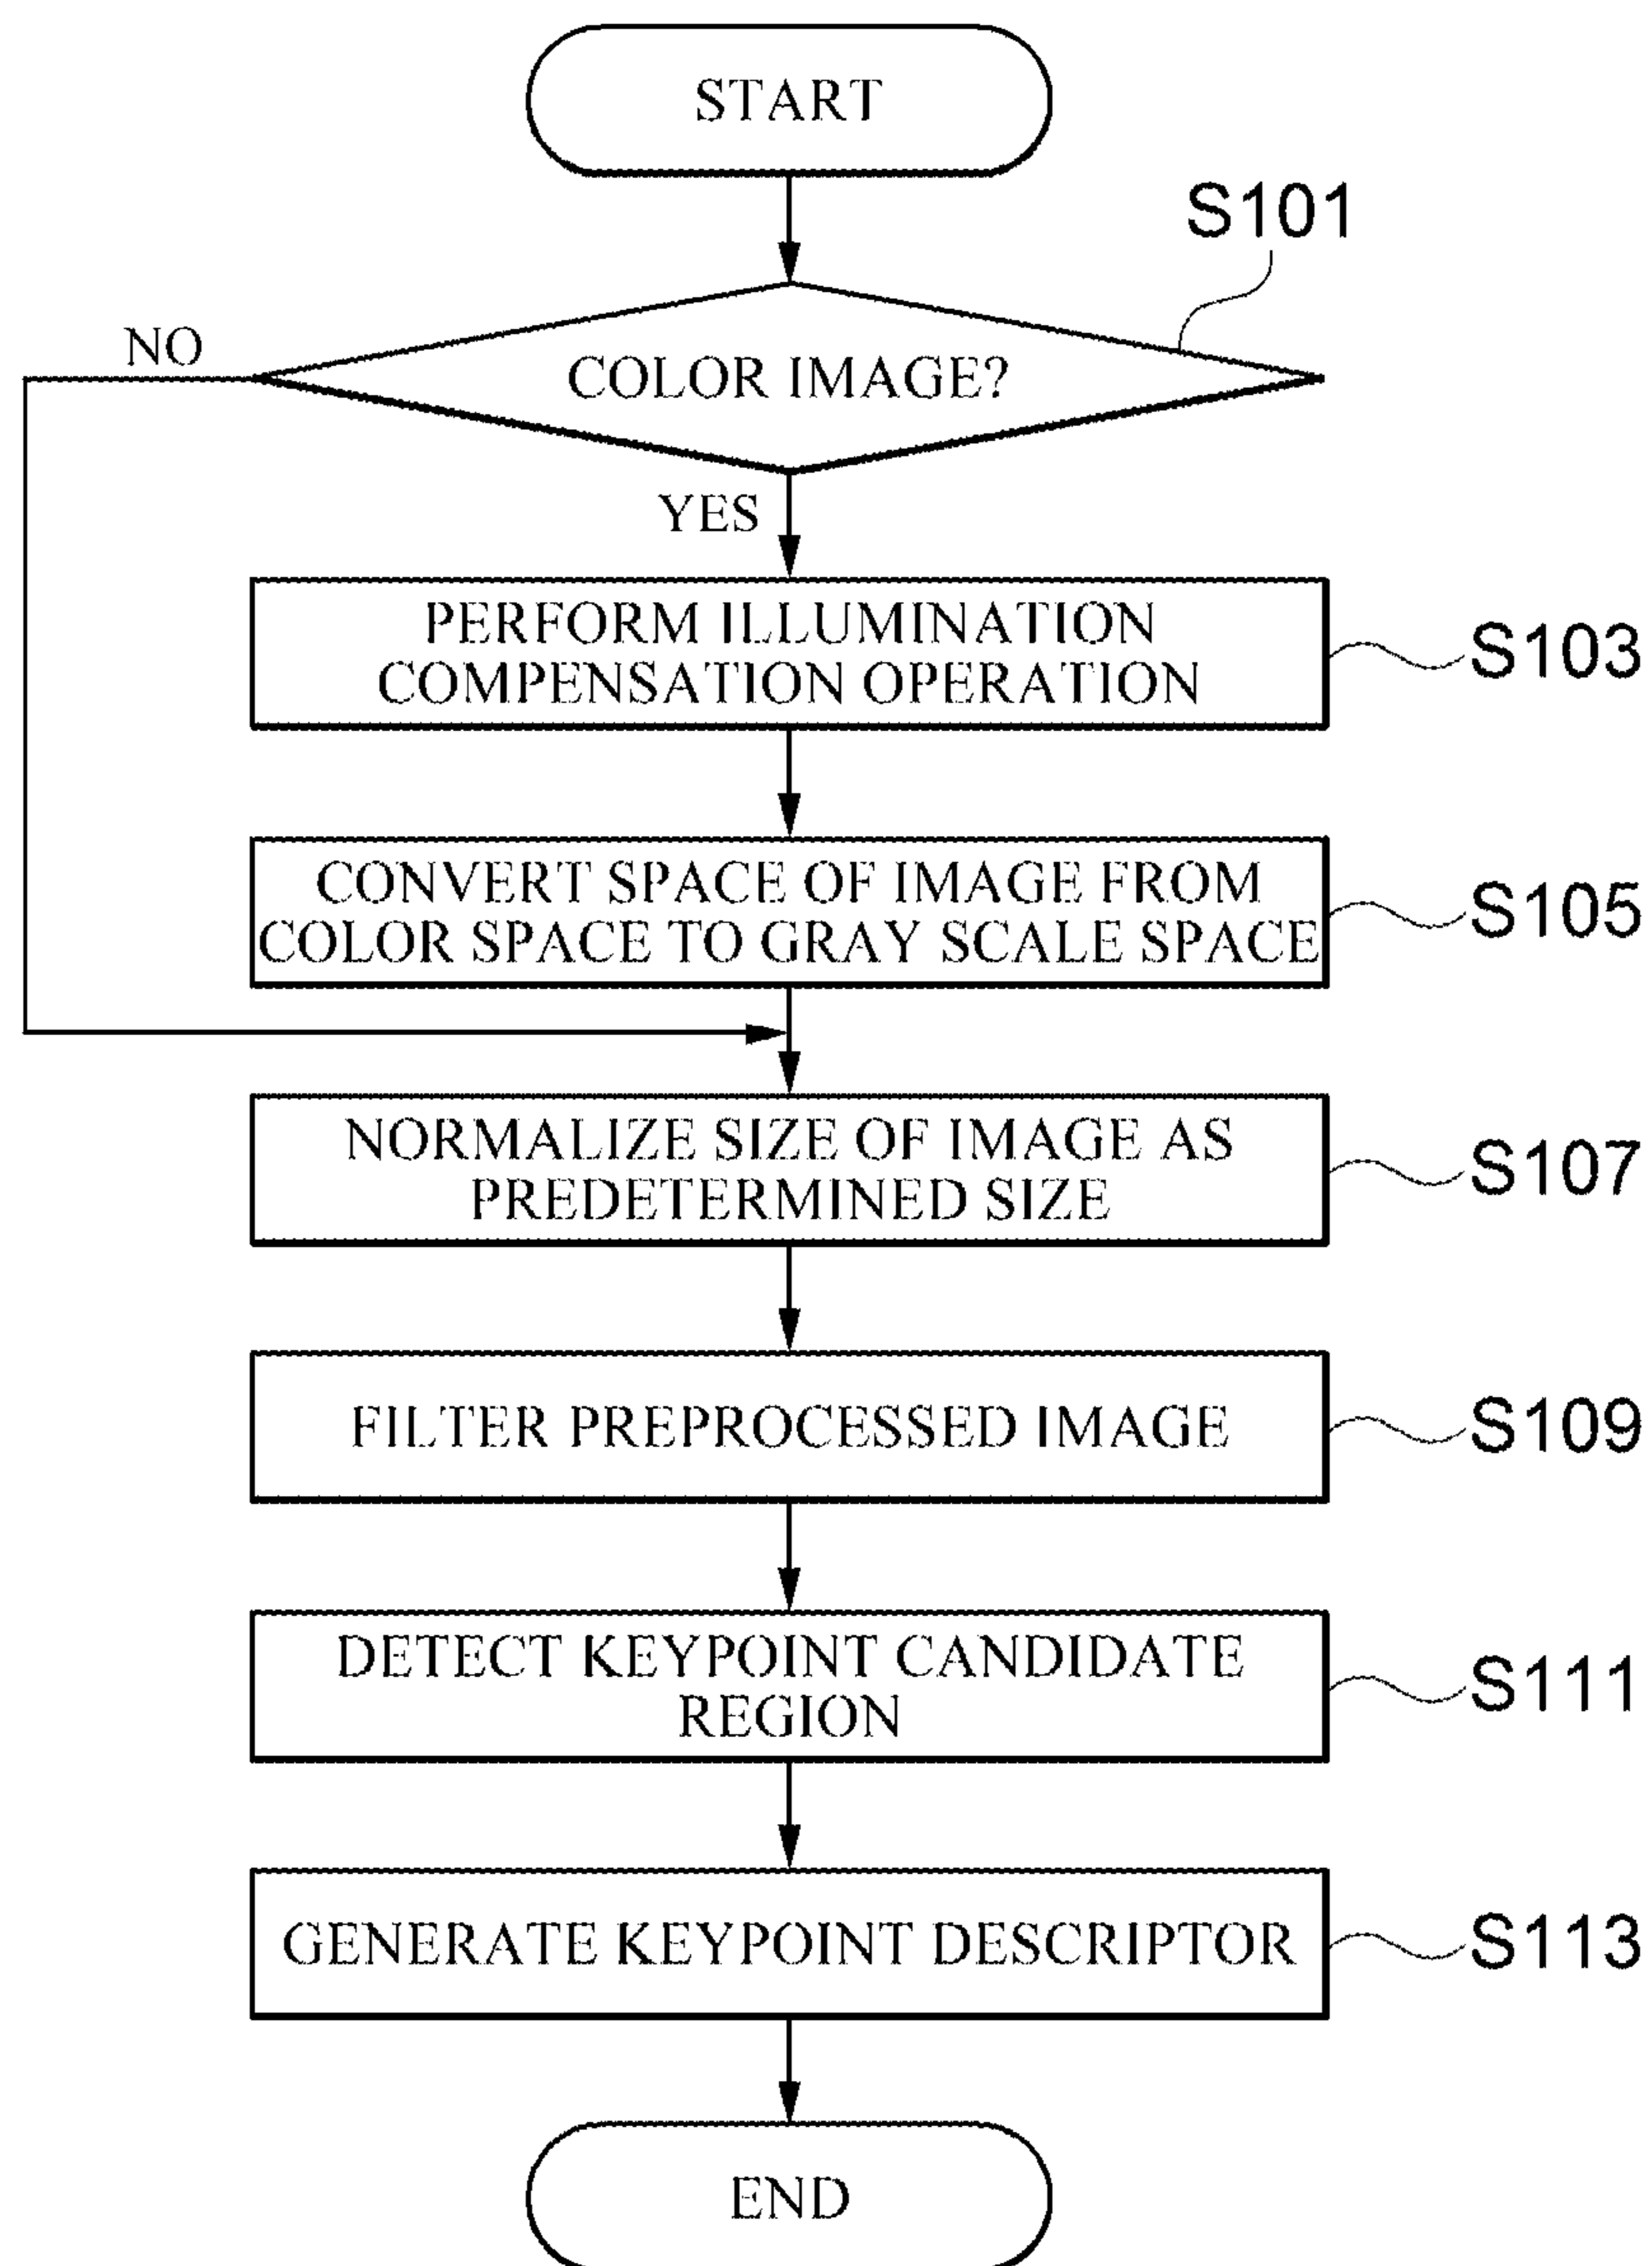 START
S101
NO
COLOR IMAGE?
YES
PERFORM ILLUMINATION
COMPENSATION OPERATION
S103
CONVERT SPACE OF IMAGE FROM
COLOR SPACE TO GRAY SCALE SPACE
S105
NORMALIZE SIZE OF IMAGE AS
PREDETERMINED SIZE
S107
FILTER PREPROCESSED IMAGE
S109
DETECT KEYPOINT CANDIDATE
REGION
S111
GENERATE KEYPOINT DESCRIPTOR
S113
END